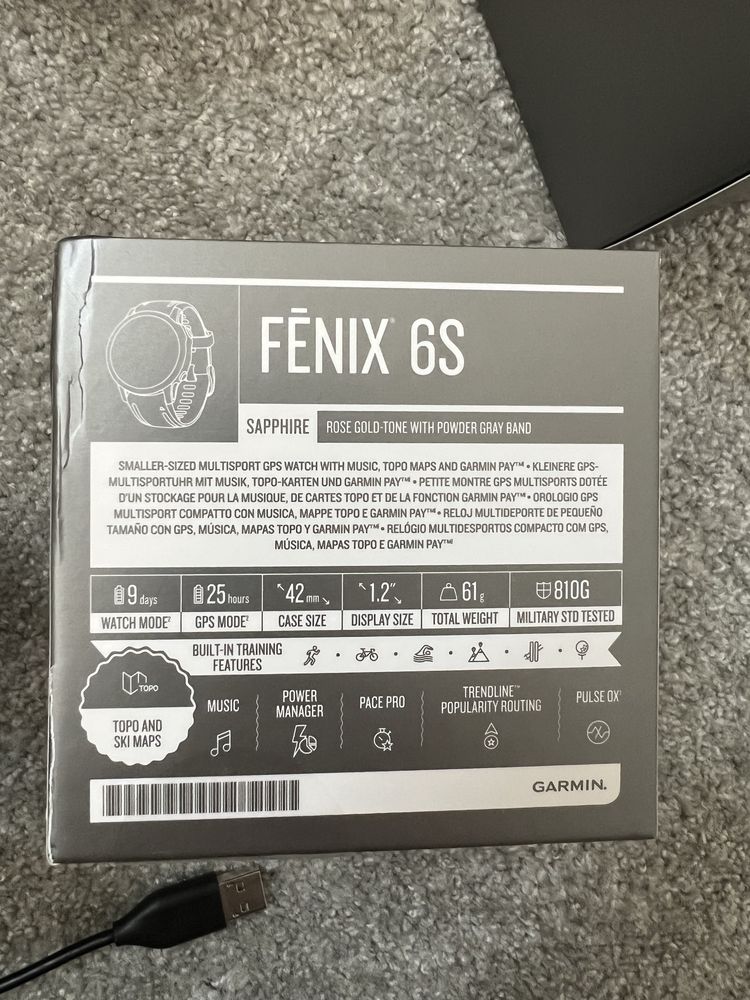 FĒNIX® 6S
SAPPHIRE
ROSE GOLD-TONE WITH POWDER GRAY BAND
SMALLER-SIZED MULTISPORT GPS WATCH WITH MUSIC, TOPO MAPS AND GARMIN PAY™ • KLEINERE GPS-
MULTISPORTUHR MIT MUSIK, TOPO-KARTEN UND GARMIN PAY™ • PETITE MONTRE GPS MULTISPORTS DOTÉE
D'UN STOCKAGE POUR LA MUSIQUE, DE CARTES TOPO ET DE LA FONCTION GARMIN PAY™ • OROLOGIO GPS
MULTISPORT COMPATTO CON MUSICA, MAPPE TOPO E GARMIN PAY™ • RELOJ MULTIDEPORTE DE PEQUEÑO
TAMAÑO CON GPS, MÚSICA, MAPAS TOPO Y GARMIN PAY™ • RELÓGIO MULTIDESPORTOS COMPACTO COM GPS,
MÚSICA, MAPAS TOPO E GARMIN PAY™
9 days
WATCH MODE²
25 hours
GPS MODE²
42 mm
CASE SIZE
1.2"
DISPLAY SIZE
61 g
TOTAL WEIGHT
810G
MILITARY STD TESTED
BUILT-IN TRAINING
FEATURES
TOPO
TOPO AND
SKI MAPS
MUSIC
POWER
MANAGER
PACE PRO
TRENDLINE™
POPULARITY ROUTING
PULSE OX
GARMIN.